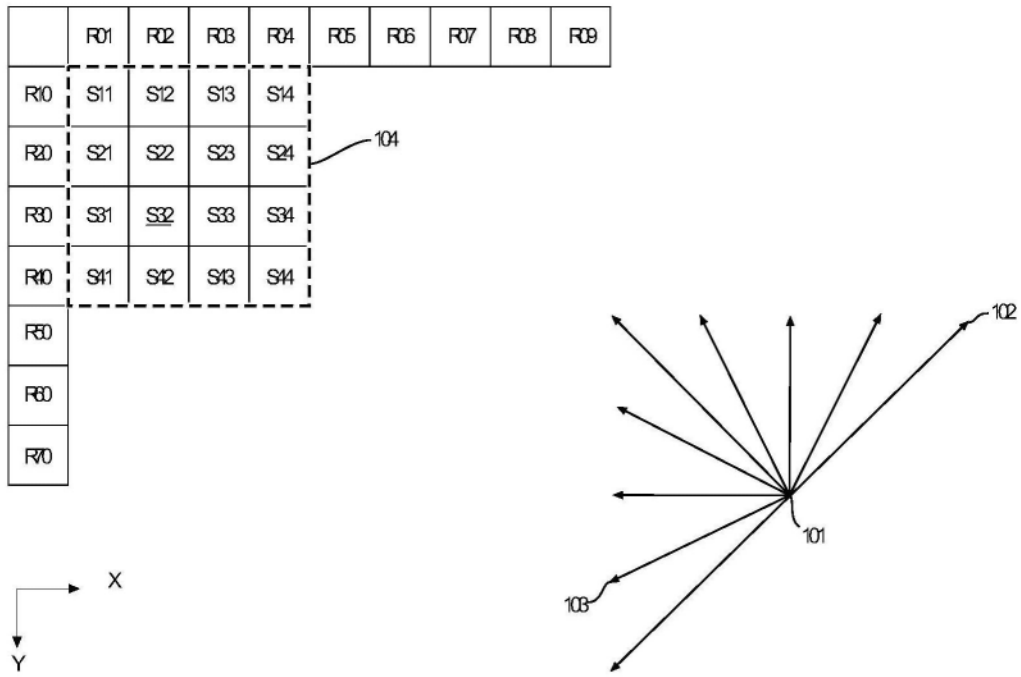 R01 R02 R03 R04 R05 R06 R07 R08 R09
R10 S11 S12 S13 S14
104
R20 S21 S22 S23 S24
R30 S31 S32 S33 S34
R40 S41 S42 S43 S44
R50
102
R60
R70
101
X
103
Y